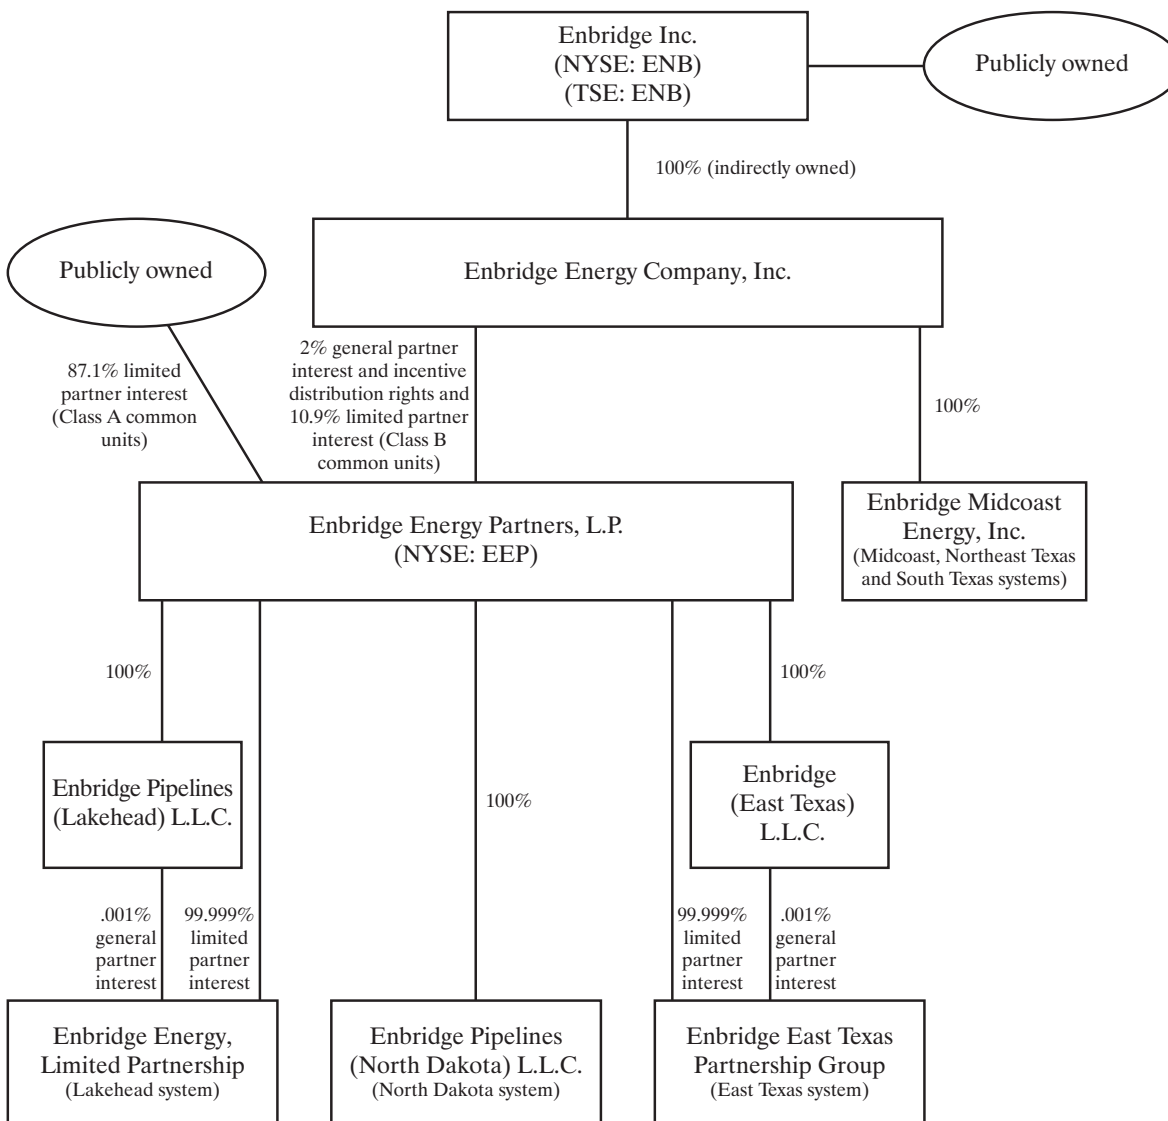 Enbridge Inc.
(NYSE: ENB)
(TSE: ENB)
Publicly owned
100% (indirectly owned)
Publicly owned
Enbridge Energy Company, Inc.
87.1% limited
partner interest
(Class A common
units)
2% general partner
interest and incentive
distribution rights and
10.9% limited partner
interest (Class B
common units)
100%
Enbridge Energy Partners, L.P.
(NYSE: EEP)
Enbridge Midcoast
Energy, Inc.
(Midcoast, Northeast Texas
and South Texas systems)
100%
100%
Enbridge Pipelines
(Lakehead) L.L.C.
100%
Enbridge
(East Texas)
L.L.C.
.001%
general
partner
interest
99.999%
limited
partner
interest
99.999%
limited
partner
interest
.001%
general
partner
interest
Enbridge Energy,
Limited Partnership
(Lakehead system)
Enbridge Pipelines
(North Dakota) L.L.C.
(North Dakota system)
Enbridge East Texas
Partnership Group
(East Texas system)